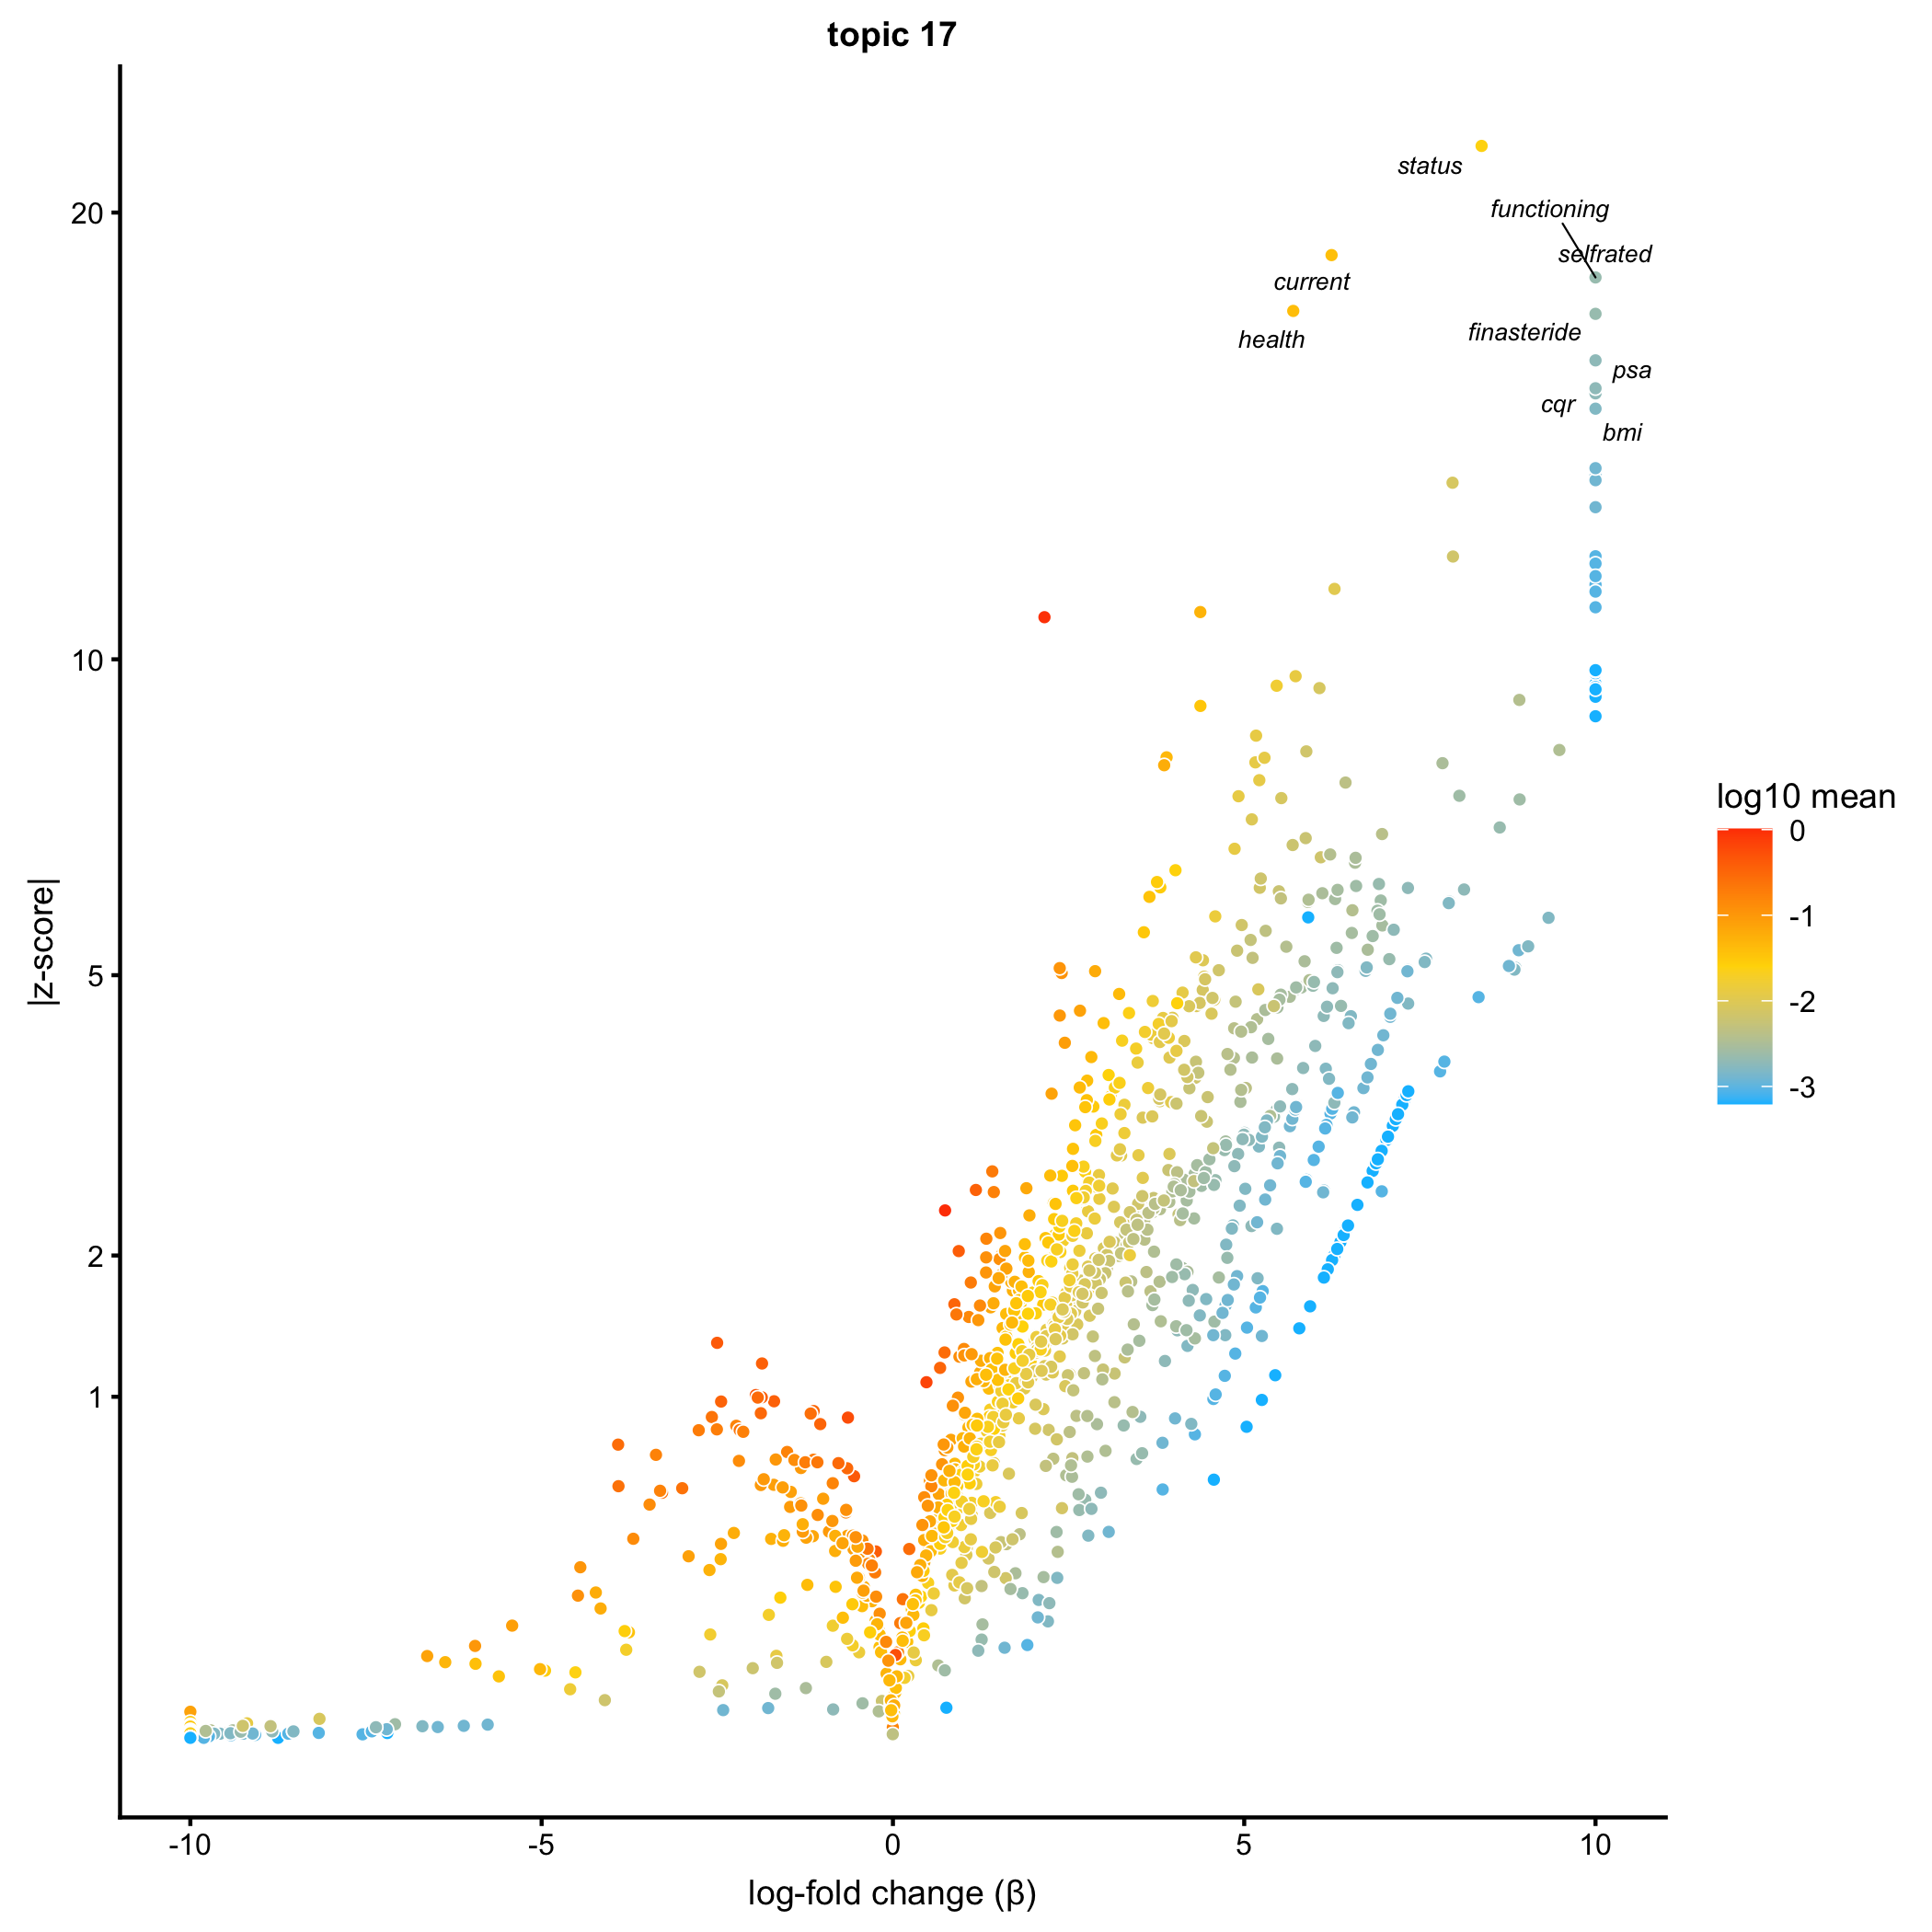 topic 17
|z-score|
20
10
5
2
1
status
functioning
selfrated
current
health
finasteride
psa
cqr
bmi
log10 mean
0
-1
-2
-3
-10
-5
0
5
10
log-fold change (β)